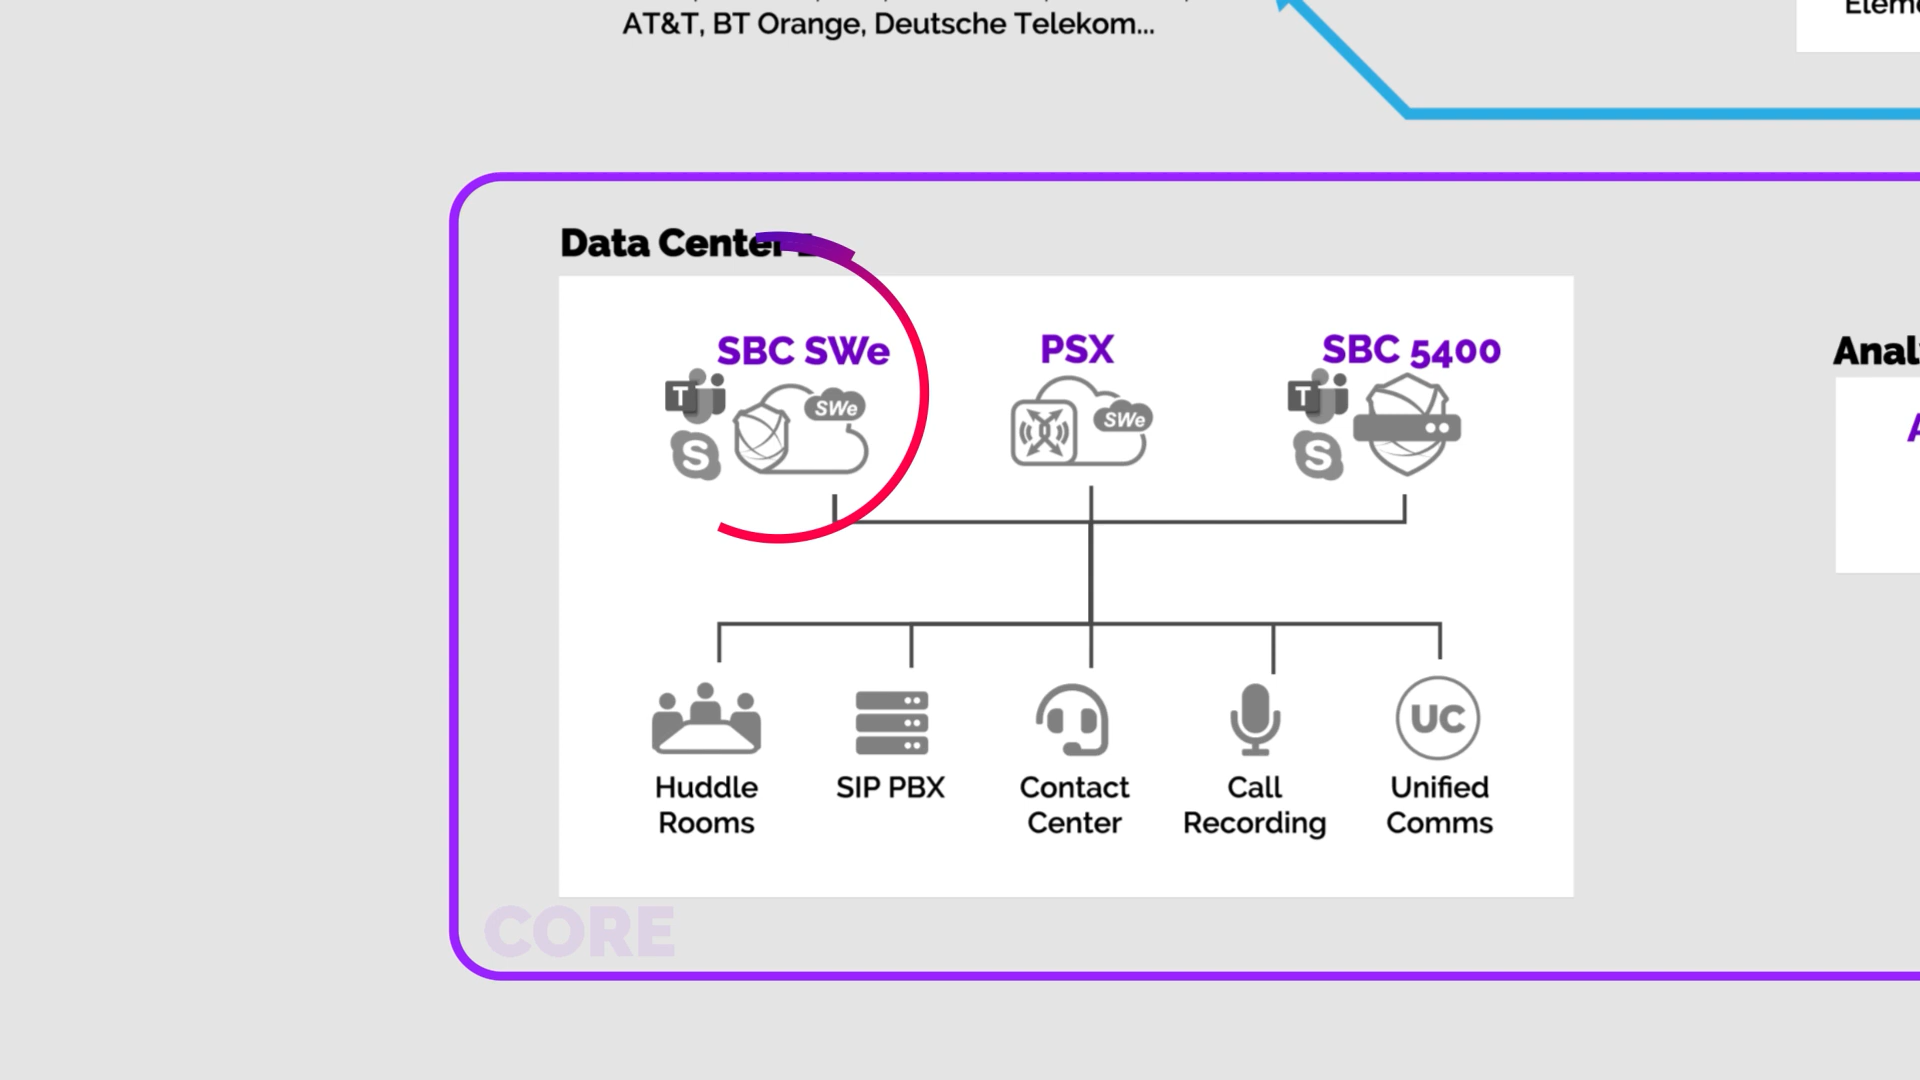 AT&T, BT Orange, Deutsche Telekom...
Data Center
SBC SWe
PSX
SBC 5400
T
SWe
S
SWe
T
S
Huddle
Rooms
SIP PBX
Contact
Center
Call
Recording
UC
Unified
Comms
CORE